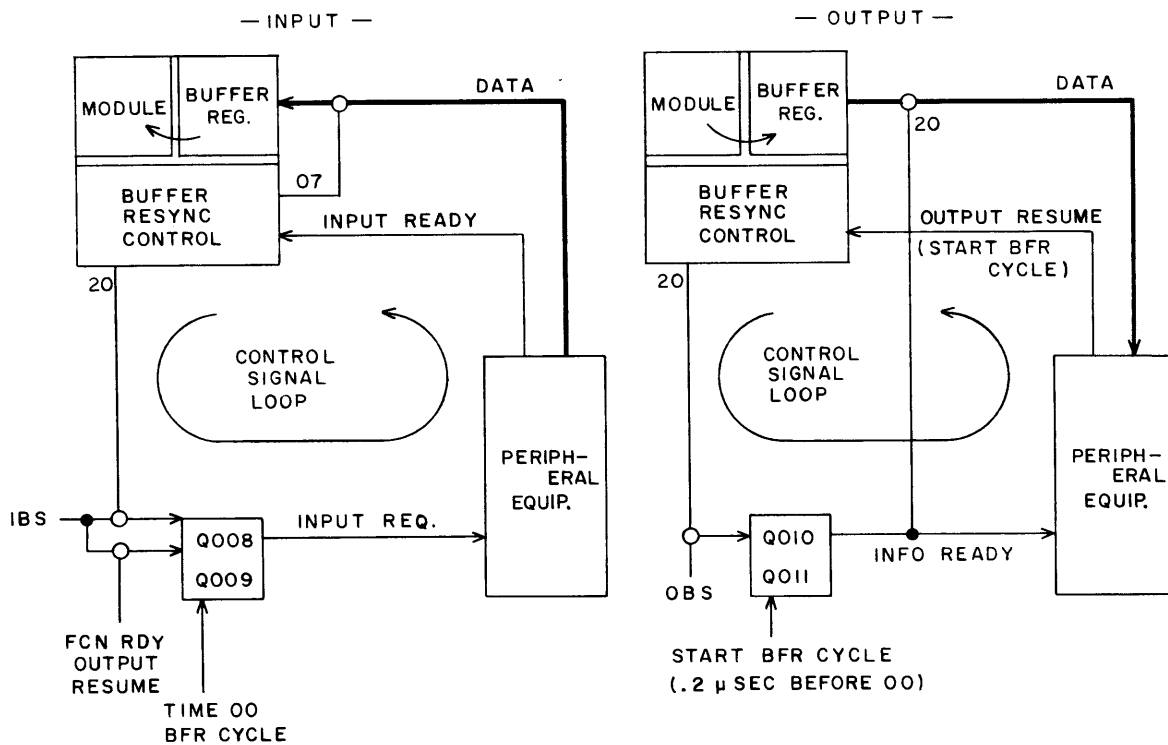 — INPUT —
MODULE
BUFFER
REG.
DATA
BUFFER
RESYNC
CONTROL
07
INPUT READY
20
CONTROL
SIGNAL
LOOP
PERIPH-
ERAL
EQUIP.
IBS
Q008
Q009
INPUT REQ.
FCN RDY
OUTPUT
RESUME
TIME 00
BFR CYCLE
— OUTPUT —
MODULE
BUFFER
REG.
DATA
20
BUFFER
RESYNC
CONTROL
OUTPUT RESUME
(START BFR
CYCLE)
20
CONTROL
SIGNAL
LOOP
PERIPH-
ERAL
EQUIP.
Q010
Q011
INFO READY
OBS
START BFR CYCLE
(.2 µ SEC BEFORE 00)